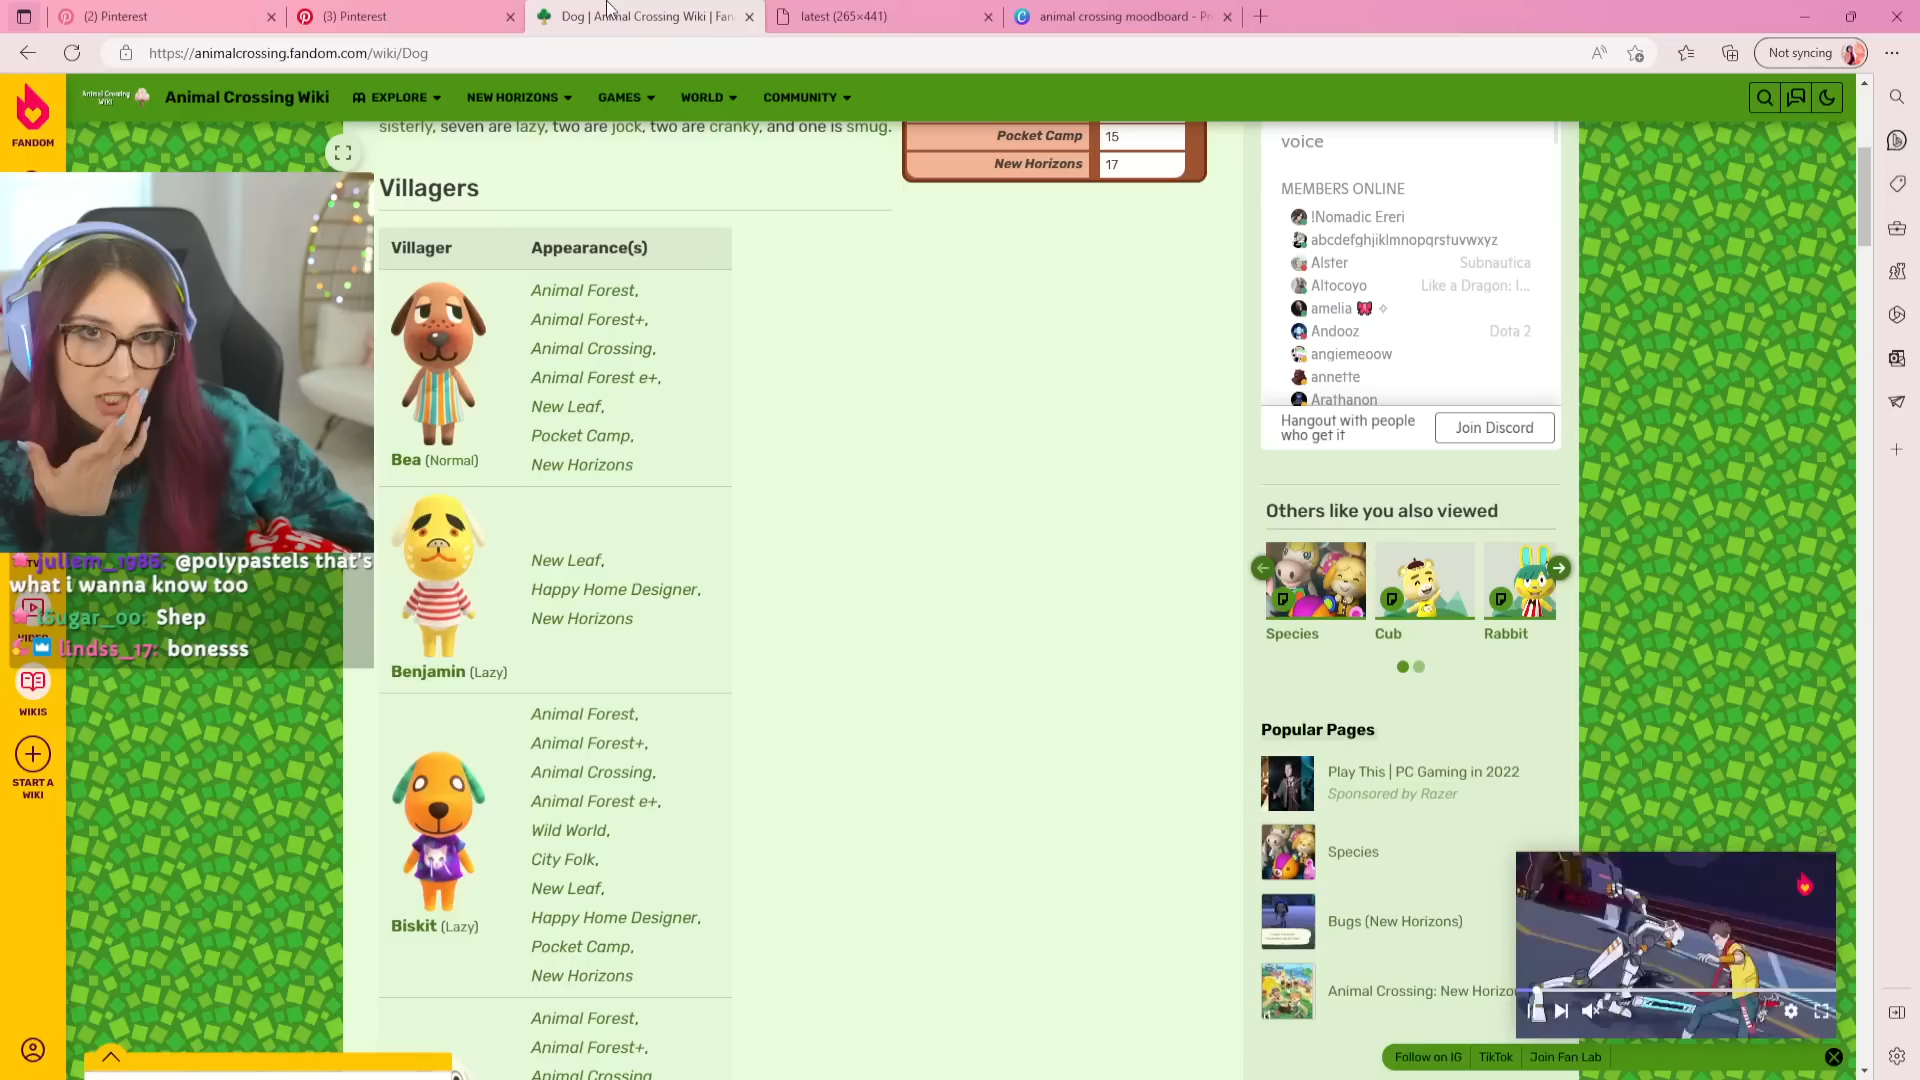 (2) Pinterest
(3) Pinterest
Dog | Animal Crossing Wiki | Fan
latest (265×441)
animal crossing moodboard - Pr
https://animalcrossing.fandom.com/wiki/Dog
Not syncing
FANDOM
Animal Crossing WIKI
Animal Crossing Wiki
EXPLORE
NEW HORIZONS
GAMES
WORLD
COMMUNITY
sisterly, seven are lazy, two are jock, two are cranky, and one is smug.
Pocket Camp 15
New Horizons 17
Villagers
Villager Appearance(s)
Animal Forest,
Animal Forest+,
Animal Crossing,
Animal Forest e+,
New Leaf,
Pocket Camp,
New Horizons
Bea (Normal)
New Leaf,
Happy Home Designer,
New Horizons
Benjamin (Lazy)
Animal Forest,
Animal Forest+,
Animal Crossing,
Animal Forest e+,
Wild World,
City Folk,
New Leaf,
Happy Home Designer,
Pocket Camp,
New Horizons
Biskit (Lazy)
Animal Forest,
Animal Forest+,
Animal Crossing
juliem_1986: @polypastels that's
what i wanna know too
Shep
lindss_17: bonesss
WIKIS
START A
WIKI
voice
MEMBERS ONLINE
!Nomadic Ereri
abcdefghjiklmnopqrstuvwxyz
Alster Subnautica
Altocoyo Like a Dragon: I...
amelia
Andooz Dota 2
angiemeoow
annette
Arathanon
Hangout with people
who get it
Join Discord
Others like you also viewed
Species
Cub
Rabbit
Popular Pages
Play This | PC Gaming in 2022
Sponsored by Razer
Species
Bugs (New Horizons)
Animal Crossing: New Horizo
Follow on IG
TikTok
Join Fan Lab